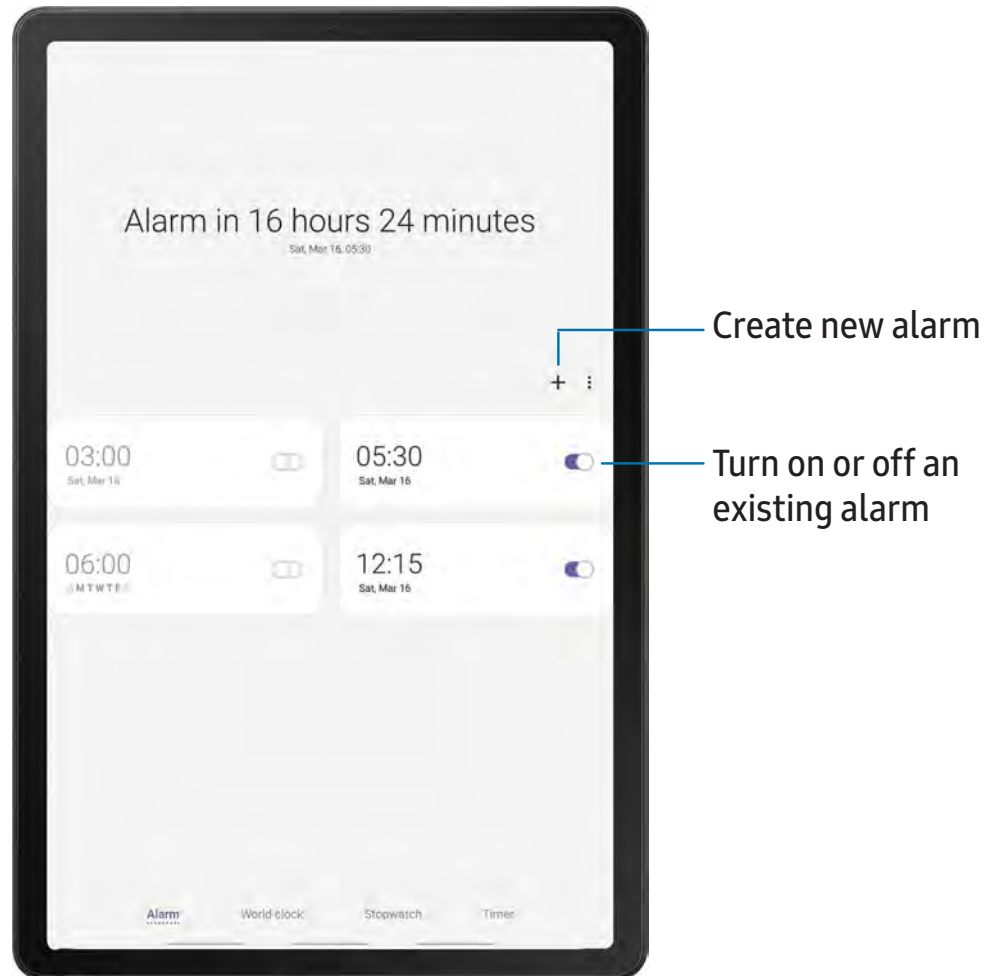 Alarm in 16 hours 24 minutes
Sat, Mar 16, 05:30
Create new alarm
03:00
Sat, Mar 16
05:30
Sat, Mar 16
Turn on or off an
existing alarm
06:00
S M T W T F S
12:15
Sat, Mar 16
Alarm
World clock
Stopwatch
Timer